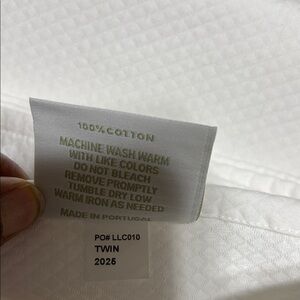 100% COTTON
MACHINE WASH WARM
WITH LIKE COLORS
DO NOT BLEACH
REMOVE PROMPTLY
TUMBLE DRY LOW
WARM IRON AS NEEDED
MADE IN PORTUGAL
PO# LLC010
TWIN
2025